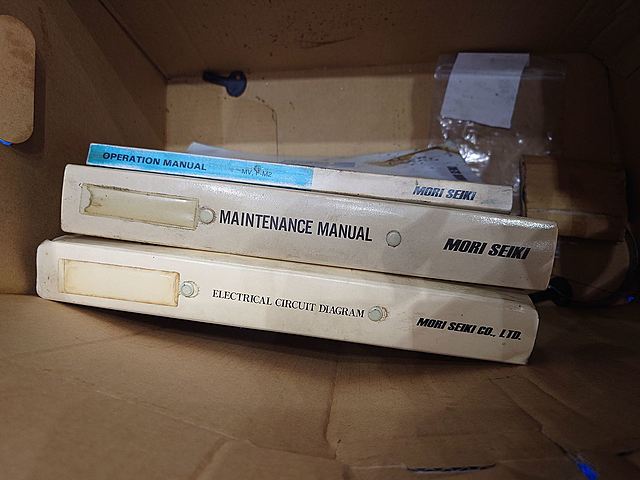 OPERATION MANUAL
MORI SEIKI
MAINTENANCE MANUAL
MORI SEIKI
ELECTRICAL CIRCUIT DIAGRAM
MORI SEIKI CO., LTD.